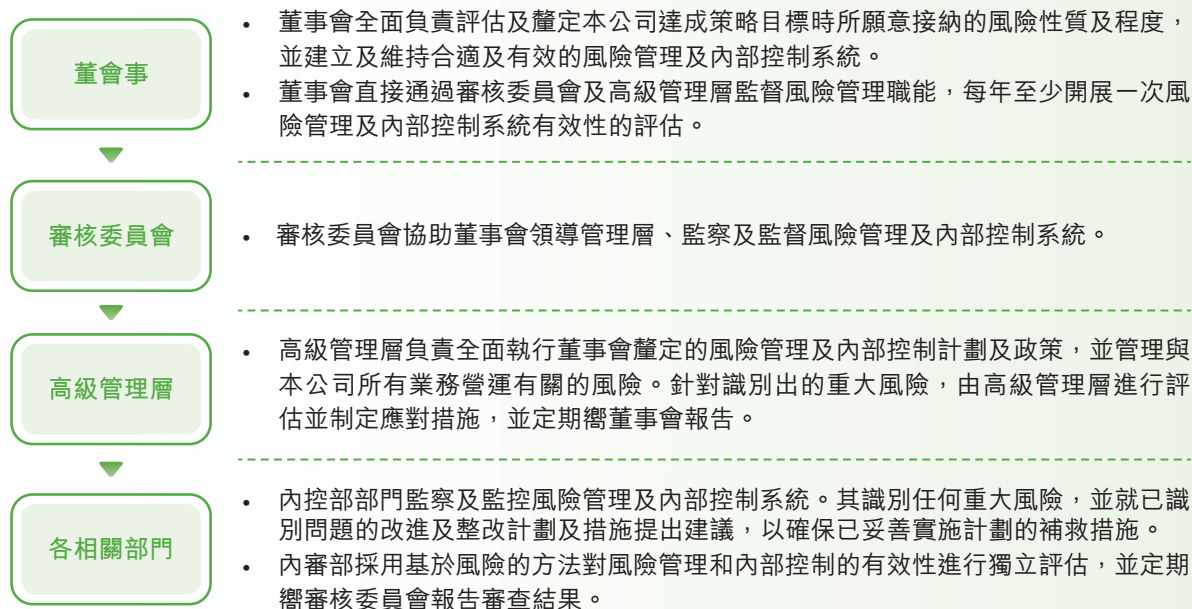 董會事
• 董事會全面負責評估及釐定本公司達成策略目標時所願意接納的風險性質及程度，
並建立及維持合適及有效的風險管理及內部控制系統。
• 董事會直接通過審核委員會及高級管理層監督風險管理職能，每年至少開展一次風
險管理及內部控制系統有效性的評估。
審核委員會
• 審核委員會協助董事會領導管理層、監察及監督風險管理及內部控制系統。
高級管理層
• 高級管理層負責全面執行董事會釐定的風險管理及內部控制計劃及政策，並管理與
本公司所有業務營運有關的風險。針對識別出的重大風險，由高級管理層進行評
估並制定應對措施，並定期嚮董事會報告。
各相關部門
• 內控部部門監察及監控風險管理及內部控制系統。其識別任何重大風險，並就已識
別問題的改進及整改計劃及措施提出建議，以確保已妥善實施計劃的補救措施。
• 內審部採用基於風險的方法對風險管理和內部控制的有效性進行獨立評估，並定期
嚮審核委員會報告審查結果。